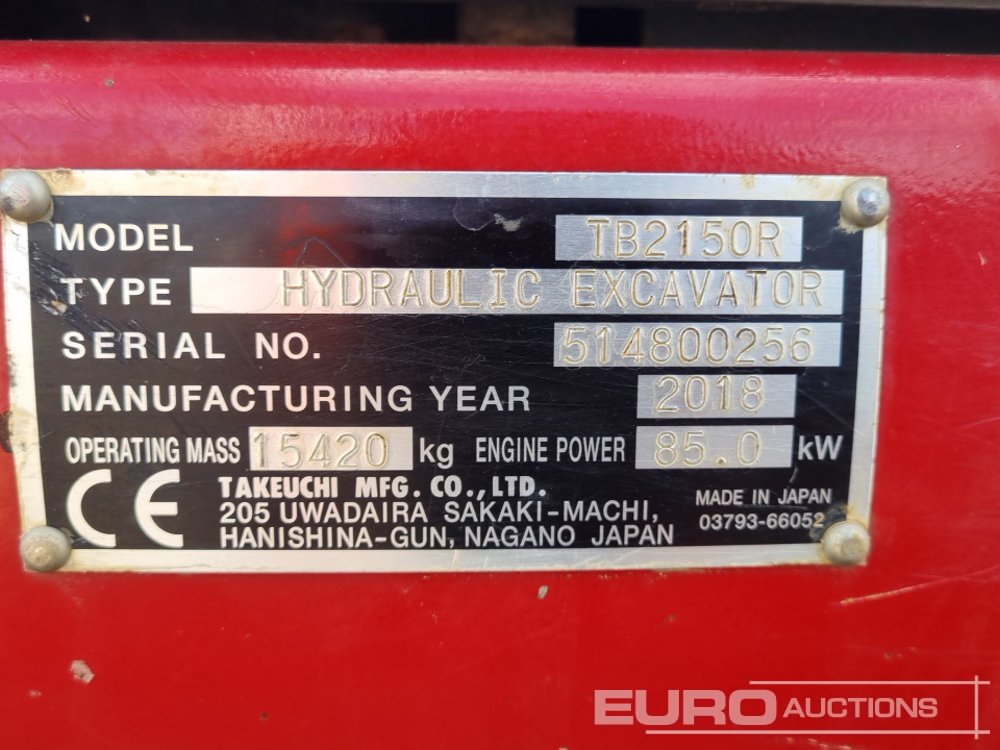 MODEL TB2150R
TYPE HYDRAULIC EXCAVATOR
SERIAL NO. 514800256
MANUFACTURING YEAR 2018
OPERATING MASS 15420 kg ENGINE POWER 85.0 kW
CE TAKEUCHI MFG. CO., LTD.
205 UWADAIRA SAKAKI-MACHI,
HANISHINA-GUN, NAGANO JAPAN
MADE IN JAPAN
03793-66052
EURO AUCTIONS